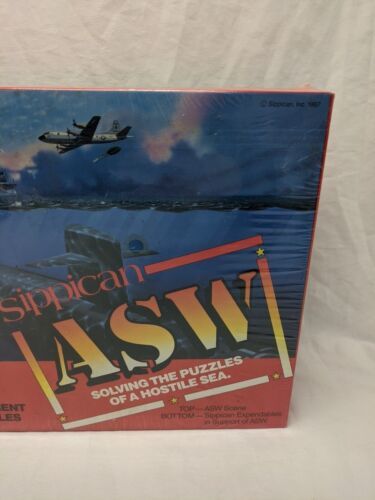 © Sippican, Inc. 1987
sippican
ASW
SOLVING THE PUZZLES
OF A HOSTILE SEA.
ENT
LES
TOP—ASW Scene
BOTTOM—Sippican Expendables
in Support of ASW